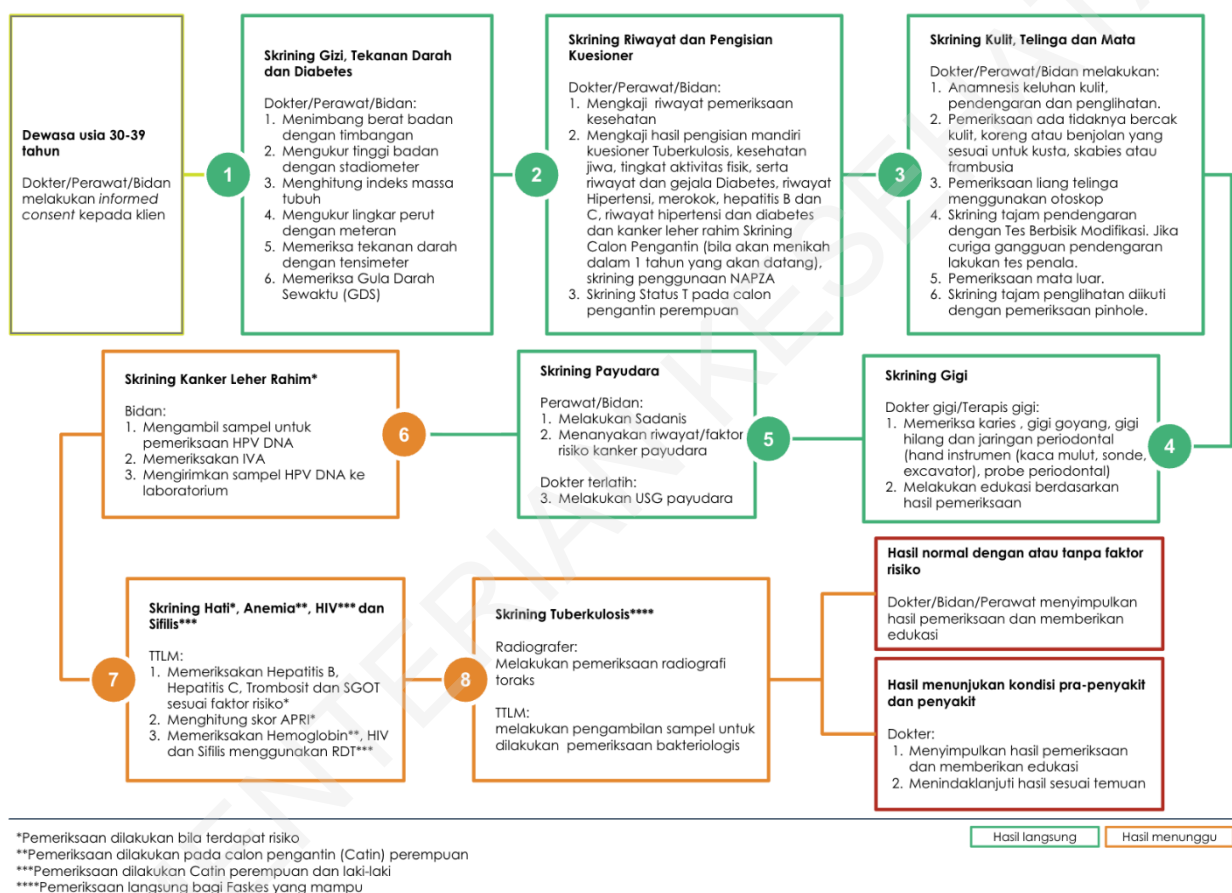 Dewasa usia 30-39
tahun
Dokter/Perawat/Bidan
melakukan informed
consent kepada klien
1
Skrining Gizi, Tekanan Darah
dan Diabetes
Dokter/Perawat/Bidan:
1. Menimbang berat badan
dengan timbangan
2. Mengukur tinggi badan
dengan stadiometer
3. Menghitung indeks massa
tubuh
4. Mengukur lingkar perut
dengan meteran
5. Memeriksa tekanan darah
dengan tensimeter
6. Memeriksa Gula Darah
Sewaktu (GDS)
2
Skrining Riwayat dan Pengisian
Kuesioner
Dokter/Perawat/Bidan:
1. Mengkaji riwayat pemeriksaan
kesehatan
2. Mengkaji hasil pengisian mandiri
kuesioner Tuberkulosis, kesehatan
jiwa, tingkat aktivitas fisik, serta
riwayat dan gejala Diabetes, riwayat
Hipertensi, merokok, hepatitis B dan
C, riwayat hipertensi dan diabetes
dan kanker leher rahim Skrining
Calon Pengantin (bila akan menikah
dalam 1 tahun yang akan datang),
skrining penggunaan NAPZA
3. Skrining Status T pada calon
pengantin perempuan
3
Skrining Kulit, Telinga dan Mata
Dokter/Perawat/Bidan melakukan:
1. Anamnesis keluhan kulit,
pendengaran dan penglihatan.
2. Pemeriksaan ada tidaknya bercak
kulit, koreng atau benjolan yang
sesuai untuk kusta, skabies atau
frambusia
3. Pemeriksaan liang telinga
menggunakan otoskop
4. Skrining tajam pendengaran
dengan Tes Berbisik Modifikasi. Jika
curiga gangguan pendengaran
lakukan tes penala.
5. Pemeriksaan mata luar.
6. Skrining tajam penglihatan diikuti
dengan pemeriksaan pinhole.
Skrining Gigi
Dokter gigi/Terapis gigi:
1. Memeriksa karies , gigi goyang, gigi
hilang dan jaringan periodontal
(hand instrumen (kaca mulut, sonde,
excavator), probe periodontal)
2. Melakukan edukasi berdasarkan
hasil pemeriksaan
4
Skrining Payudara
Perawat/Bidan:
1. Melakukan Sadanis
2. Menanyakan riwayat/faktor
risiko kanker payudara
Dokter terlatih:
3. Melakukan USG payudara
5
Skrining Kanker Leher Rahim*
Bidan:
1. Mengambil sampel untuk
pemeriksaan HPV DNA
2. Memeriksakan IVA
3. Mengirimkan sampel HPV DNA ke
laboratorium
6
7
Skrining Hati*, Anemia**, HIV*** dan
Sifilis***
TTLM:
1. Memeriksakan Hepatitis B,
Hepatitis C, Trombosit dan SGOT
sesuai faktor risiko*
2. Menghitung skor APRI*
3. Memeriksakan Hemoglobin**, HIV
dan Sifilis menggunakan RDT***
8
Skrining Tuberkulosis****
Radiografer:
Melakukan pemeriksaan radiografi
toraks
TTLM:
melakukan pengambilan sampel untuk
dilakukan pemeriksaan bakteriologis
Hasil normal dengan atau tanpa faktor
risiko
Dokter/Bidan/Perawat menyimpulkan
hasil pemeriksaan dan memberikan
edukasi
Hasil menunjukan kondisi pra-penyakit
dan penyakit
Dokter:
1. Menyimpulkan hasil pemeriksaan
dan memberikan edukasi
2. Menindaklanjuti hasil sesuai temuan
*Pemeriksaan dilakukan bila terdapat risiko
**Pemeriksaan dilakukan pada calon pengantin (Catin) perempuan
***Pemeriksaan dilakukan Catin perempuan dan laki-laki
****Pemeriksaan langsung bagi Faskes yang mampu
Hasil langsung
Hasil menunggu